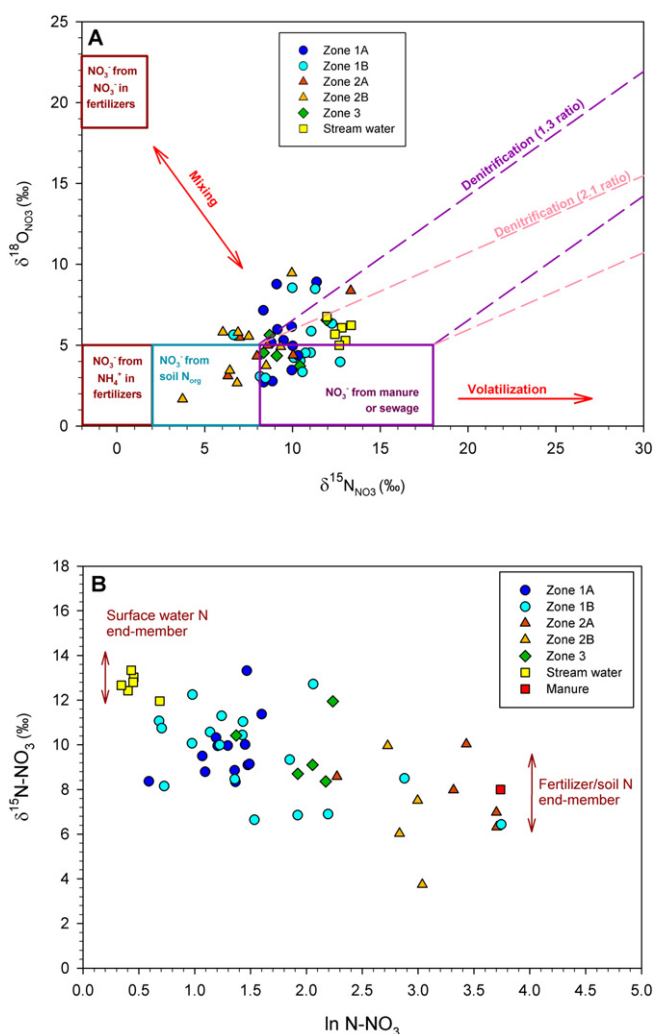 A
Zone 1A
Zone 1B
Zone 2A
Zone 2B
Zone 3
Stream water
NO₃⁻ from
NO₃⁻ in
fertilizers
Mixing
Denitrification (1.3 ratio)
Denitrification (2.1 ratio)
NO₃⁻ from
NH₄⁺ in
fertilizers
NO₃⁻ from
soil N_org
NO₃⁻ from manure
or sewage
Volatilization
25
20
15
10
5
0
δ¹⁸O_NO3 (‰)
0 5 10 15 20 25 30
δ¹⁵N_NO3 (‰)
B
Surface water N
end-member
Zone 1A
Zone 1B
Zone 2A
Zone 2B
Zone 3
Stream water
Manure
Fertilizer/soil N
end-member
18
16
14
12
10
8
6
4
2
0
δ¹⁵N-NO₃ (‰)
0.0 0.5 1.0 1.5 2.0 2.5 3.0 3.5 4.0 4.5 5.0
ln N-NO₃